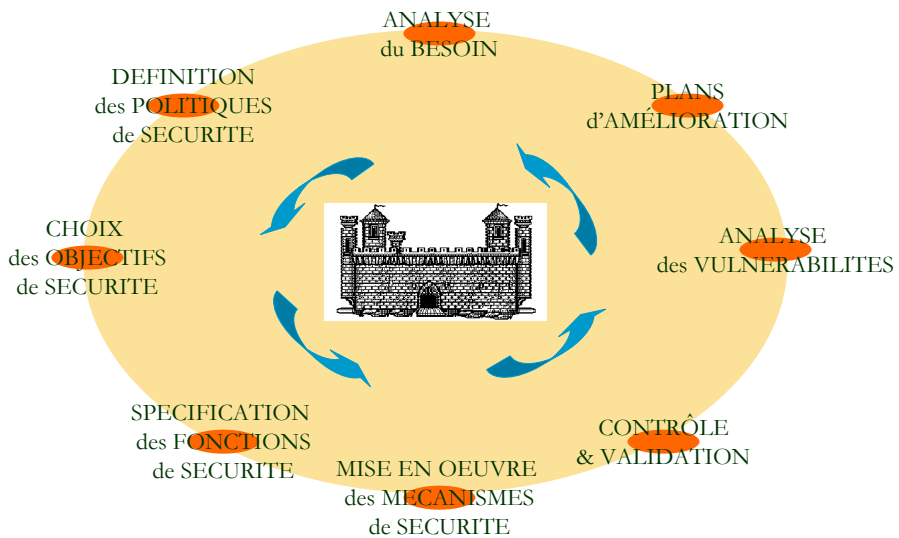 ANALYSE
du BESOIN
DEFINITION
des POLITIQUES
de SECURITE
PLANS
d'AMÉLIORATION
CHOIX
des OBJECTIFS
de SECURITE
ANALYSE
des VULNERABILITES
SPECIFICATION
des FONCTIONS
de SECURITE
CONTRÔLE
& VALIDATION
MISE EN OEUVRE
des MECANISMES
de SECURITE